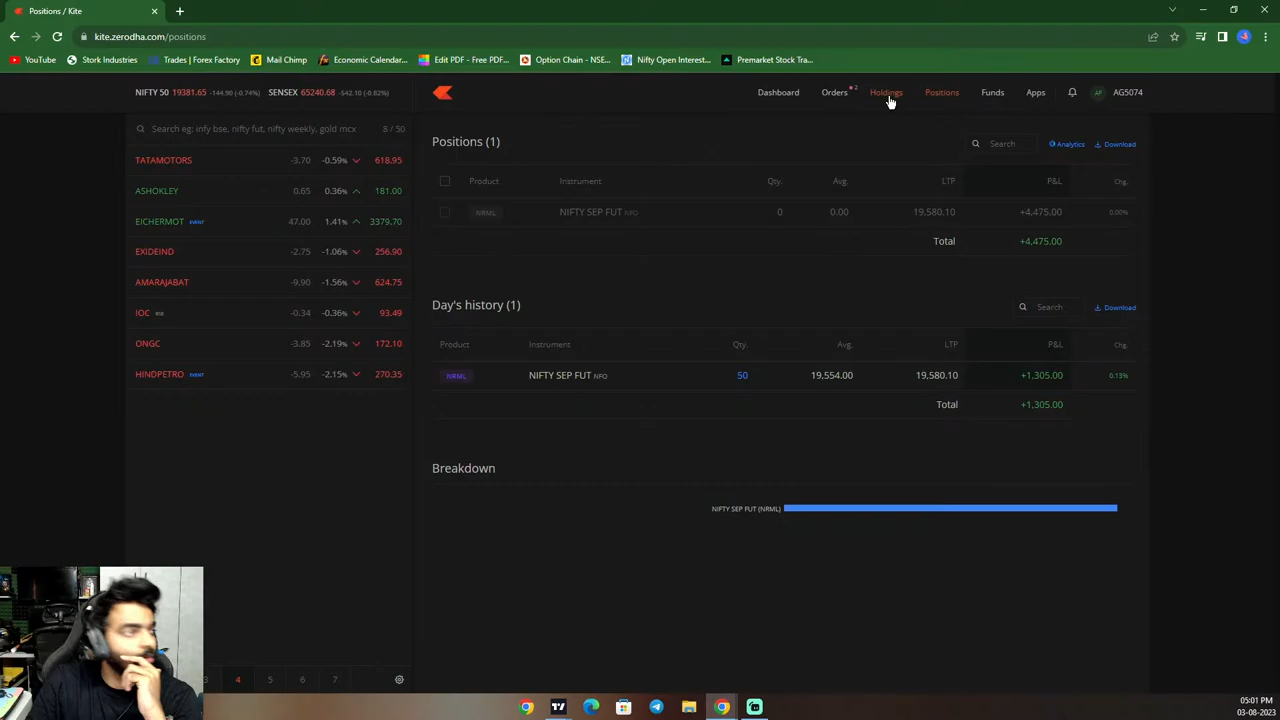 Positions / Kite
kite.zerodha.com/positions
YouTube Stork Industries Trades | Forex Factory Mail Chimp Economic Calendar... Edit PDF - Free PDF... Option Chain - NSE... Nifty Open Interest... Premarket Stock Tra...
NIFTY 50 19381.65 -144.90 (-0.74%) SENSEX 65240.68 -542.10 (-0.82%) Dashboard Orders 2 Holdings Positions Funds Apps AF AG5074
Search eg: infy bse, nifty fut, nifty weekly, gold mcx 8 / 50
TATAMOTORS -3.70 -0.59% 618.95
ASHOKLEY 0.65 0.36% 181.00
EICHERMOT EVENT 47.00 1.41% 3379.70
EXIDEIND -2.75 -1.06% 256.90
AMARAJABAT -9.90 -1.56% 624.75
IOC BSE -0.34 -0.36% 93.49
ONGC -3.85 -2.19% 172.10
HINDPETRO EVENT -5.95 -2.15% 270.35
3 4 5 6 7
Positions (1) Search Analytics Download
Product Instrument Qty. Avg. LTP P&L Chg.
NRML NIFTY SEP FUT NFO 0 0.00 19,580.10 +4,475.00 0.00%
Total +4,475.00
Day's history (1) Search Download
Product Instrument Qty. Avg. LTP P&L Chg.
NRML NIFTY SEP FUT NFO 50 19,554.00 19,580.10 +1,305.00 0.13%
Total +1,305.00
Breakdown
NIFTY SEP FUT (NRML)
05:01 PM
03-08-2023